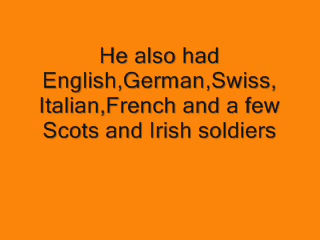 He also had
English,German,Swiss,
Italian,French and a few
Scots and Irish soldiers